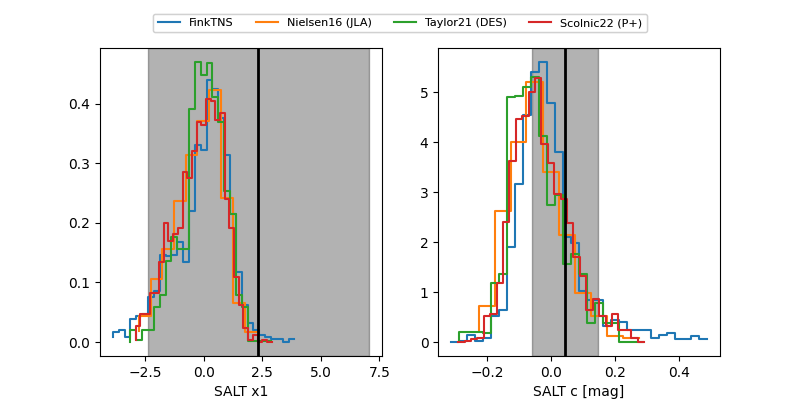 FinkTNS Nielsen16 (JLA) Taylor21 (DES) Scolnic22 (P+)
0.4
0.3
0.2
0.1
0.0
−2.5 0.0 2.5 5.0 7.5
SALT x1
5
4
3
2
1
0
−0.2 0.0 0.2 0.4
SALT c [mag]